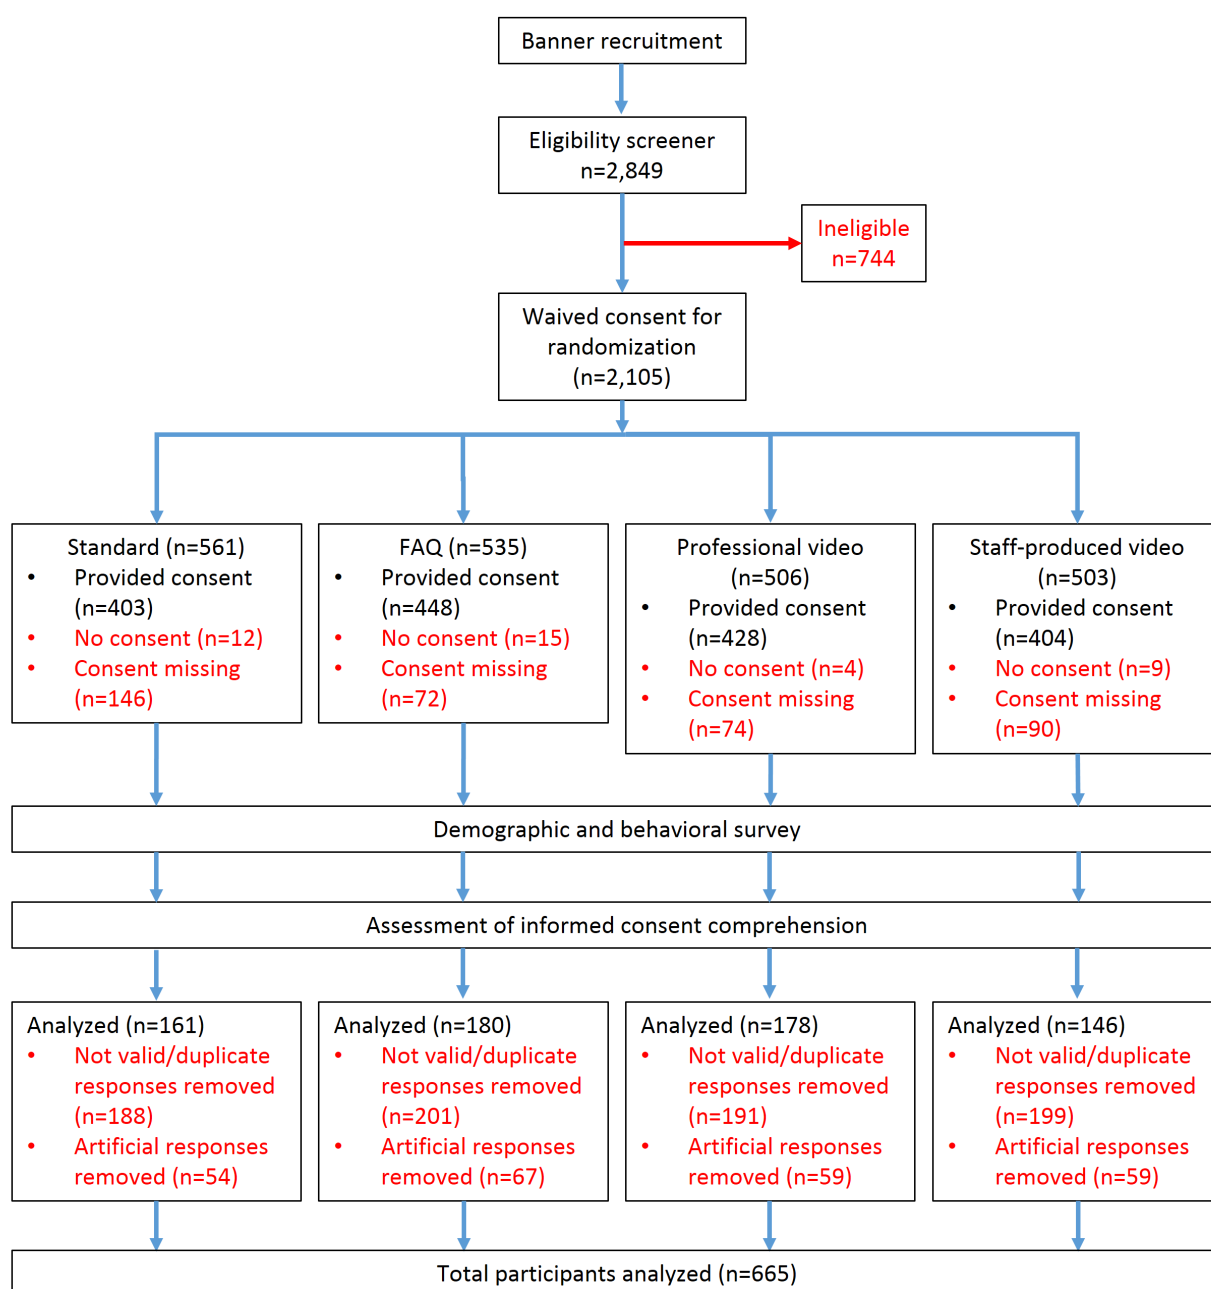 Banner recruitment
Eligibility screener
n=2,849
Ineligible
n=744
Waived consent for
randomization
(n=2,105)
Standard (n=561)
• Provided consent
(n=403)
• No consent (n=12)
• Consent missing
(n=146)
FAQ (n=535)
• Provided consent
(n=448)
• No consent (n=15)
• Consent missing
(n=72)
Professional video
(n=506)
• Provided consent
(n=428)
• No consent (n=4)
• Consent missing
(n=74)
Staff-produced video
(n=503)
• Provided consent
(n=404)
• No consent (n=9)
• Consent missing
(n=90)
Demographic and behavioral survey
Assessment of informed consent comprehension
Analyzed (n=161)
• Not valid/duplicate
responses removed
(n=188)
• Artificial responses
removed (n=54)
Analyzed (n=180)
• Not valid/duplicate
responses removed
(n=201)
• Artificial responses
removed (n=67)
Analyzed (n=178)
• Not valid/duplicate
responses removed
(n=191)
• Artificial responses
removed (n=59)
Analyzed (n=146)
• Not valid/duplicate
responses removed
(n=199)
• Artificial responses
removed (n=59)
Total participants analyzed (n=665)